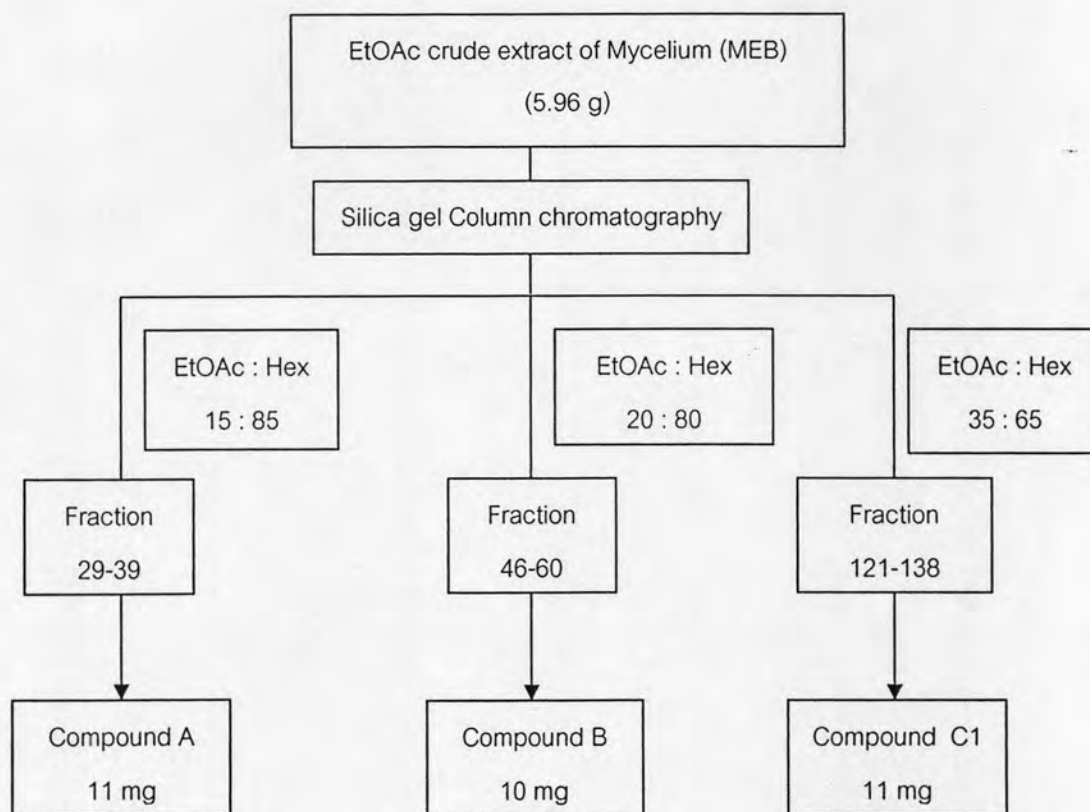 EtOAc crude extract of Mycelium (MEB)
(5.96 g)
Silica gel Column chromatography
EtOAc : Hex
15 : 85
EtOAc : Hex
20 : 80
EtOAc : Hex
35 : 65
Fraction
29-39
Fraction
46-60
Fraction
121-138
Compound A
11 mg
Compound B
10 mg
Compound C1
11 mg